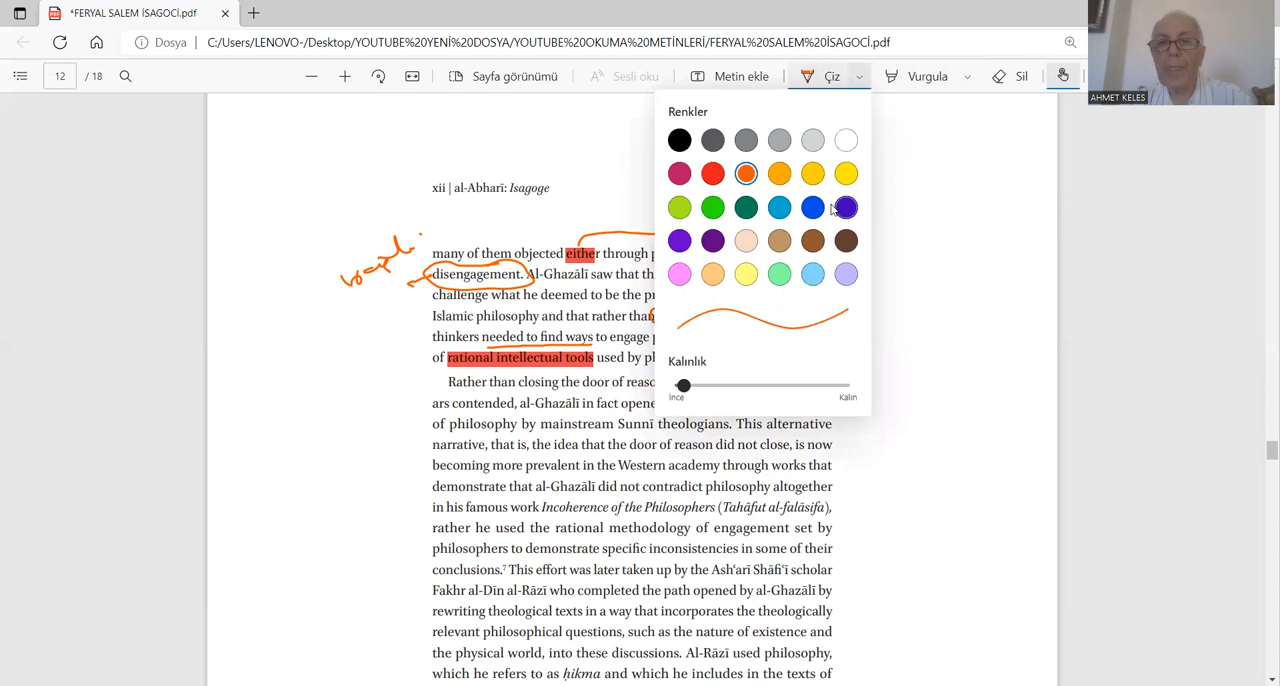 *FERYAL SALEM İSAGOCİ.pdf
Dosya
C:/Users/LENOVO-/Desktop/YOUTUBE%20YENİ%20DOSYA/YOUTUBE%20OKUMA%20METİNLERİ/FERYAL%20SALEM%20İSAGOCİ.pdf
12 / 18
Sayfa görünümü
Sesli oku
Metin ekle
Çiz
Vurgula
Sil
AHMET KELES
Renkler
Kalınlık
İnce
Kalın
xii | al-Abharī: Isagoge
many of them objected either through
disengagement. Al-Ghazālī saw that
challenge what he deemed to be the
Islamic philosophy and that rather than
thinkers needed to find ways to engage
of rational intellectual tools used by
Rather than closing the door of
ars contended, al-Ghazālī in fact
of philosophy by mainstream Sunnī theologians. This alternative
narrative, that is, the idea that the door of reason did not close, is now
becoming more prevalent in the Western academy through works that
demonstrate that al-Ghazālī did not contradict philosophy altogether
in his famous work Incoherence of the Philosophers (Tahāfut al-falāsifa),
rather he used the rational methodology of engagement set by
philosophers to demonstrate specific inconsistencies in some of their
conclusions.⁷ This effort was later taken up by the Ashʿarī Shāfiʿī scholar
Fakhr al-Dīn al-Rāzī who completed the path opened by al-Ghazālī by
rewriting theological texts in a way that incorporates the theologically
relevant philosophical questions, such as the nature of existence and
the physical world, into these discussions. Al-Rāzī used philosophy,
which he refers to as ḥikma and which he includes in the texts of